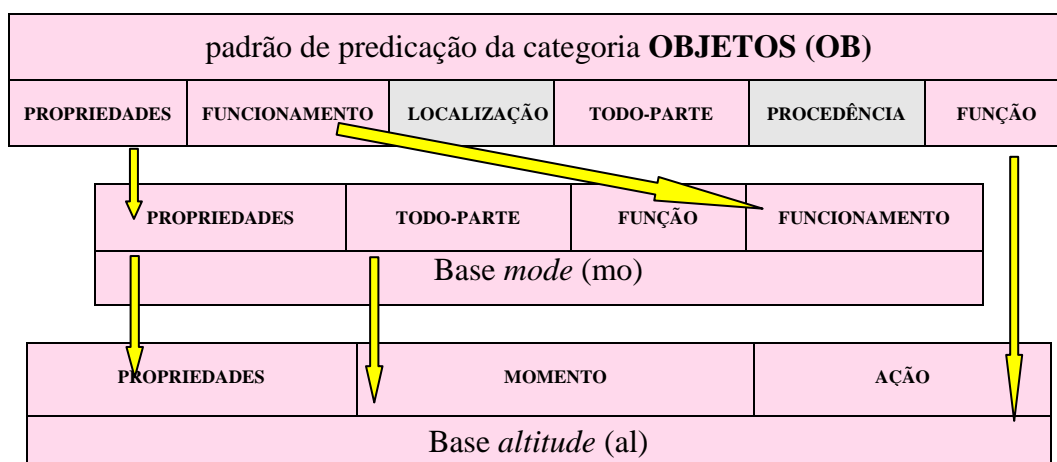 padrão de predicação da categoria OBJETOS (OB)
PROPRIEDADES FUNCIONAMENTO LOCALIZAÇÃO TODO-PARTE PROCEDÊNCIA FUNÇÃO
PROPRIEDADES TODO-PARTE FUNÇÃO FUNCIONAMENTO
Base mode (mo)
PROPRIEDADES MOMENTO AÇÃO
Base altitude (al)